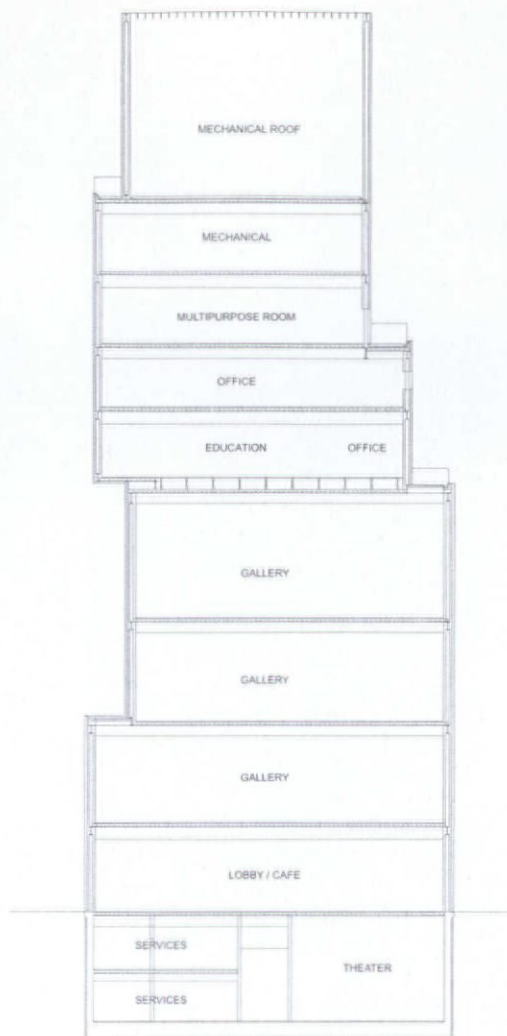 MECHANICAL ROOF
MECHANICAL
MULTIPURPOSE ROOM
OFFICE
EDUCATION OFFICE
GALLERY
GALLERY
GALLERY
LOBBY / CAFE
SERVICES
THEATER
SERVICES